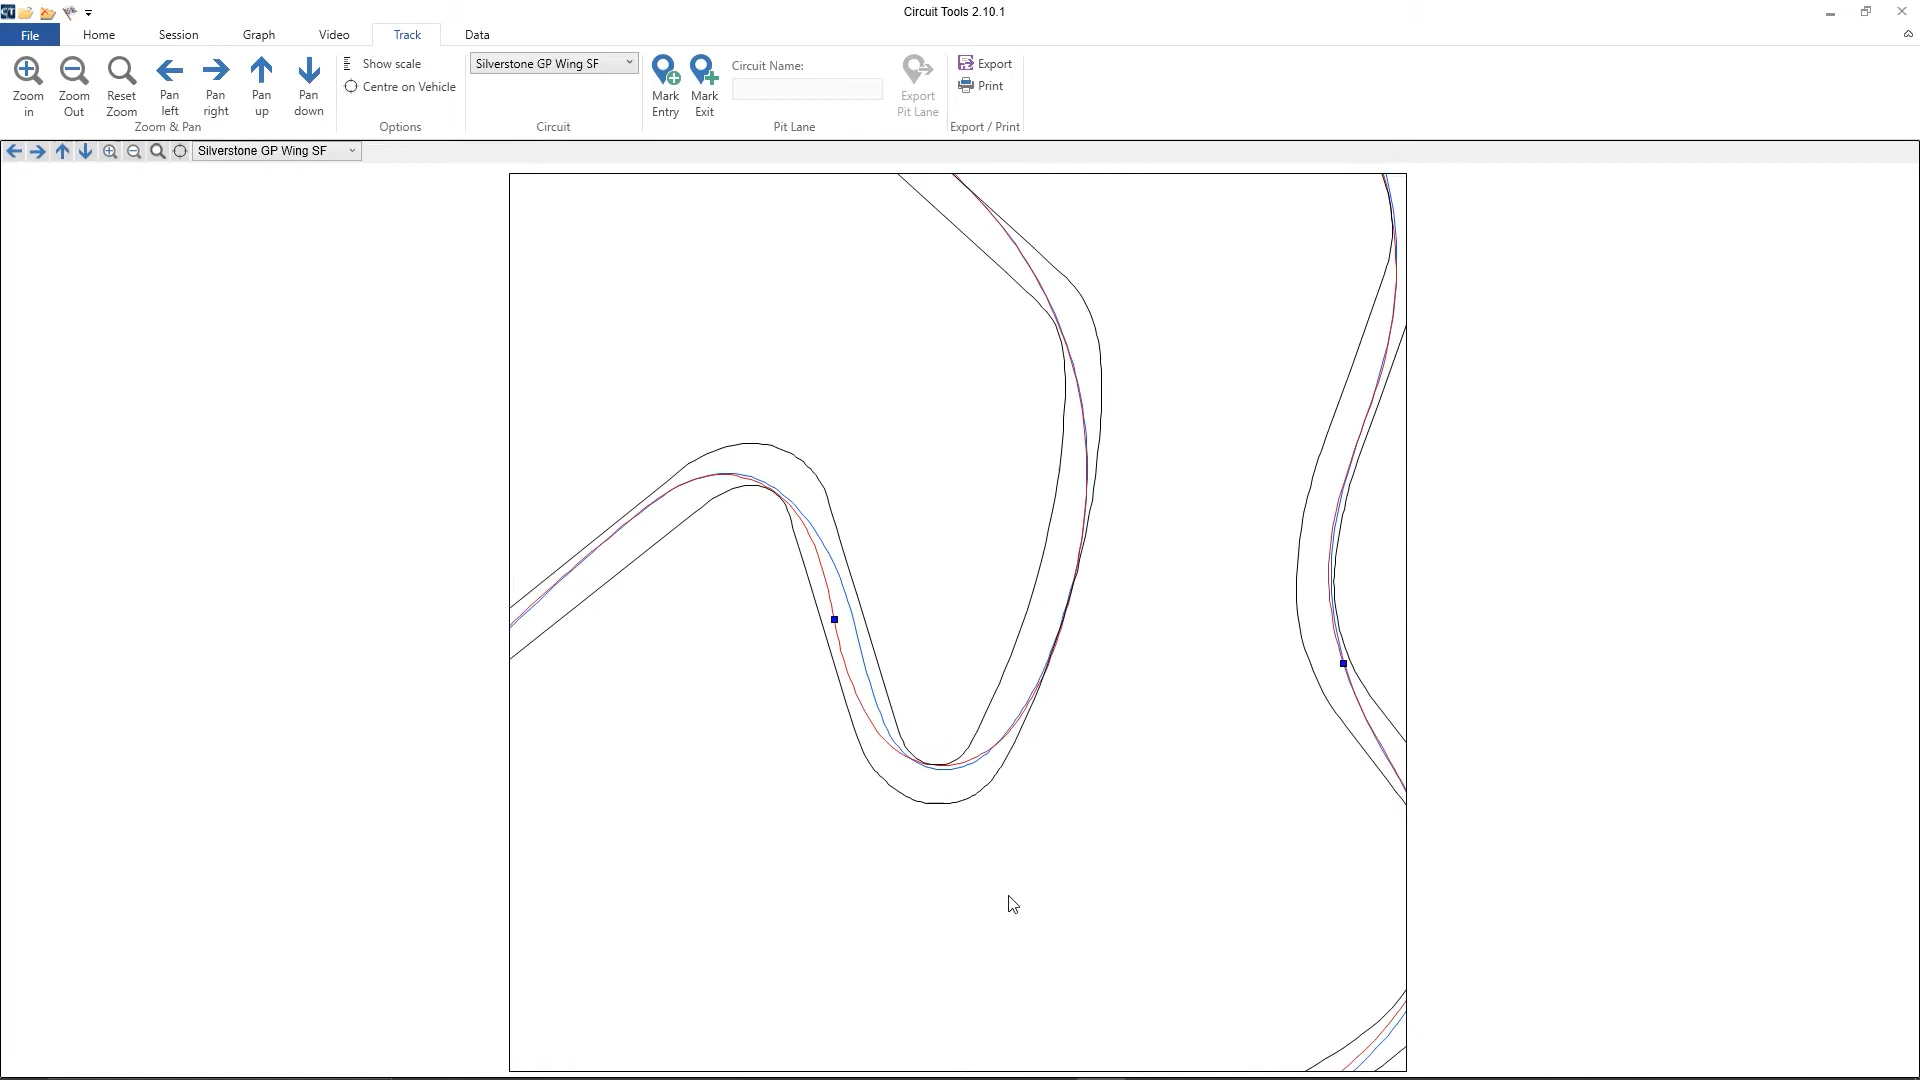 CT
Circuit Tools 2.10.1
File Home Session Graph Video Track Data
Zoom in
Zoom Out
Reset Zoom
Pan left
Pan right
Pan up
Pan down
Zoom & Pan
Show scale
Centre on Vehicle
Options
Silverstone GP Wing SF
Circuit
Mark Entry
Mark Exit
Circuit Name:
Export Pit Lane
Pit Lane
Export
Print
Export / Print
Silverstone GP Wing SF